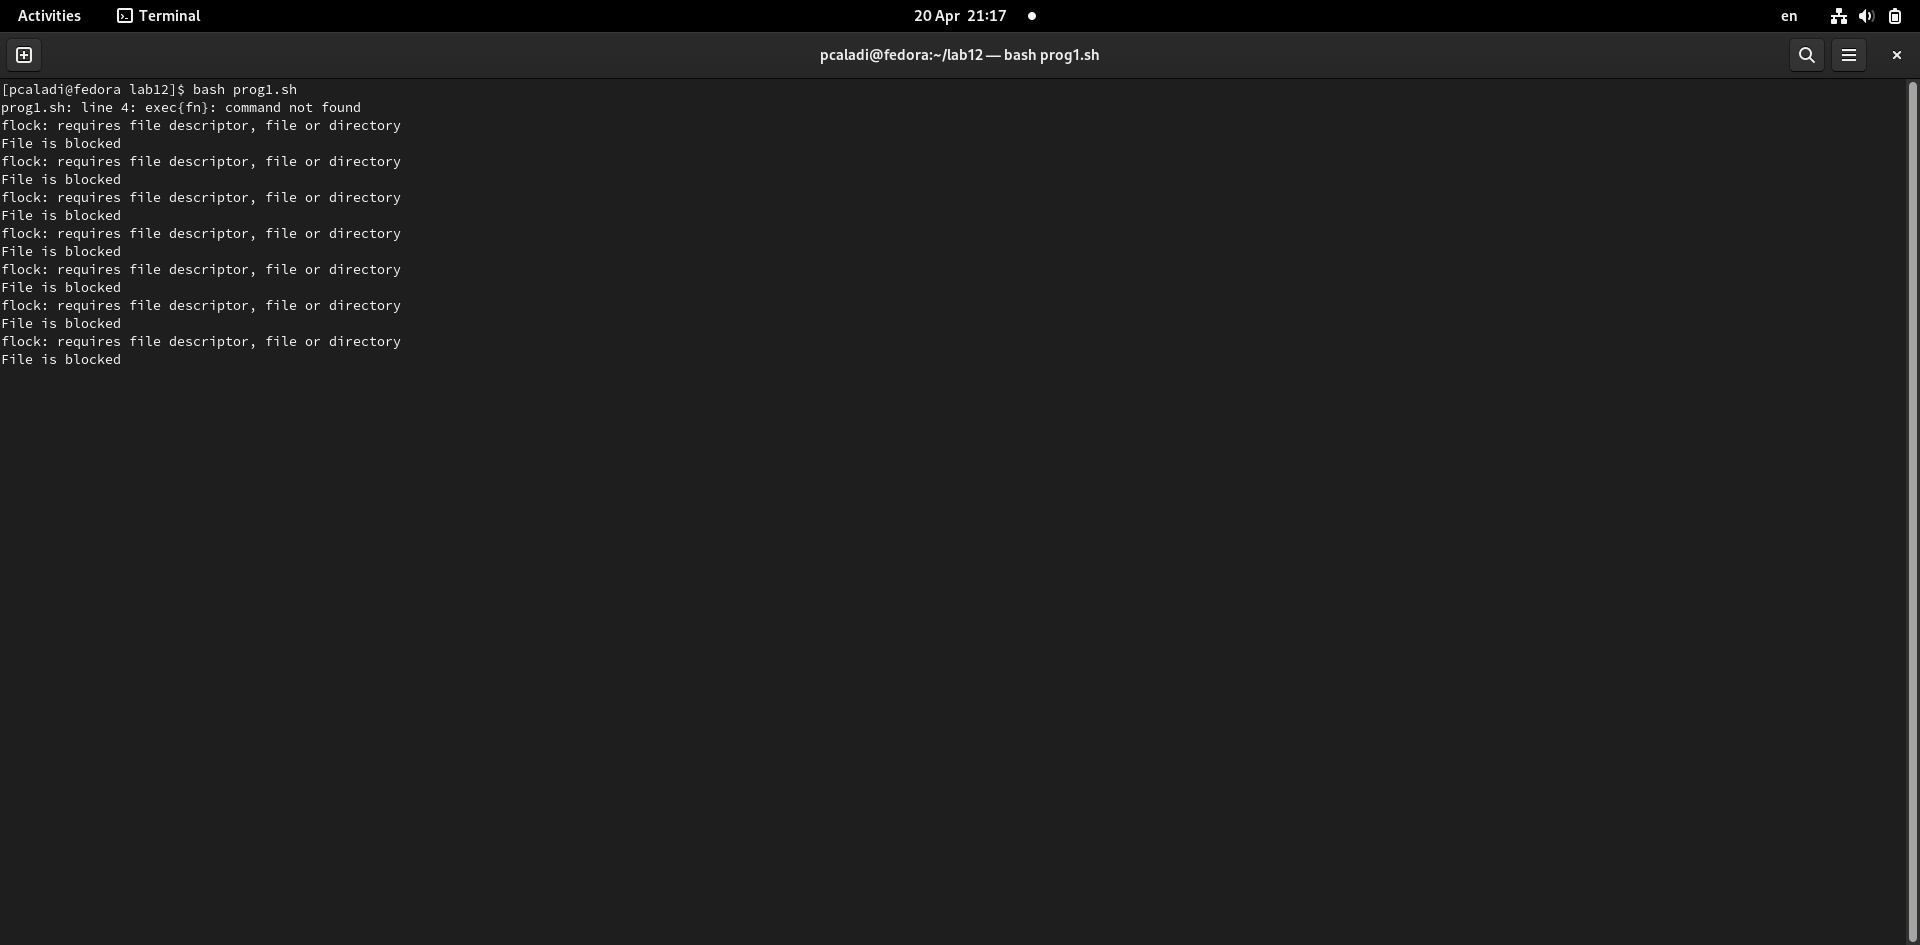 Activities Terminal 20 Apr 21:17 en
pcaladi@fedora:~/lab12 — bash prog1.sh
[pcaladi@fedora lab12]$ bash prog1.sh
prog1.sh: line 4: exec{fn}: command not found
flock: requires file descriptor, file or directory
File is blocked
flock: requires file descriptor, file or directory
File is blocked
flock: requires file descriptor, file or directory
File is blocked
flock: requires file descriptor, file or directory
File is blocked
flock: requires file descriptor, file or directory
File is blocked
flock: requires file descriptor, file or directory
File is blocked
flock: requires file descriptor, file or directory
File is blocked